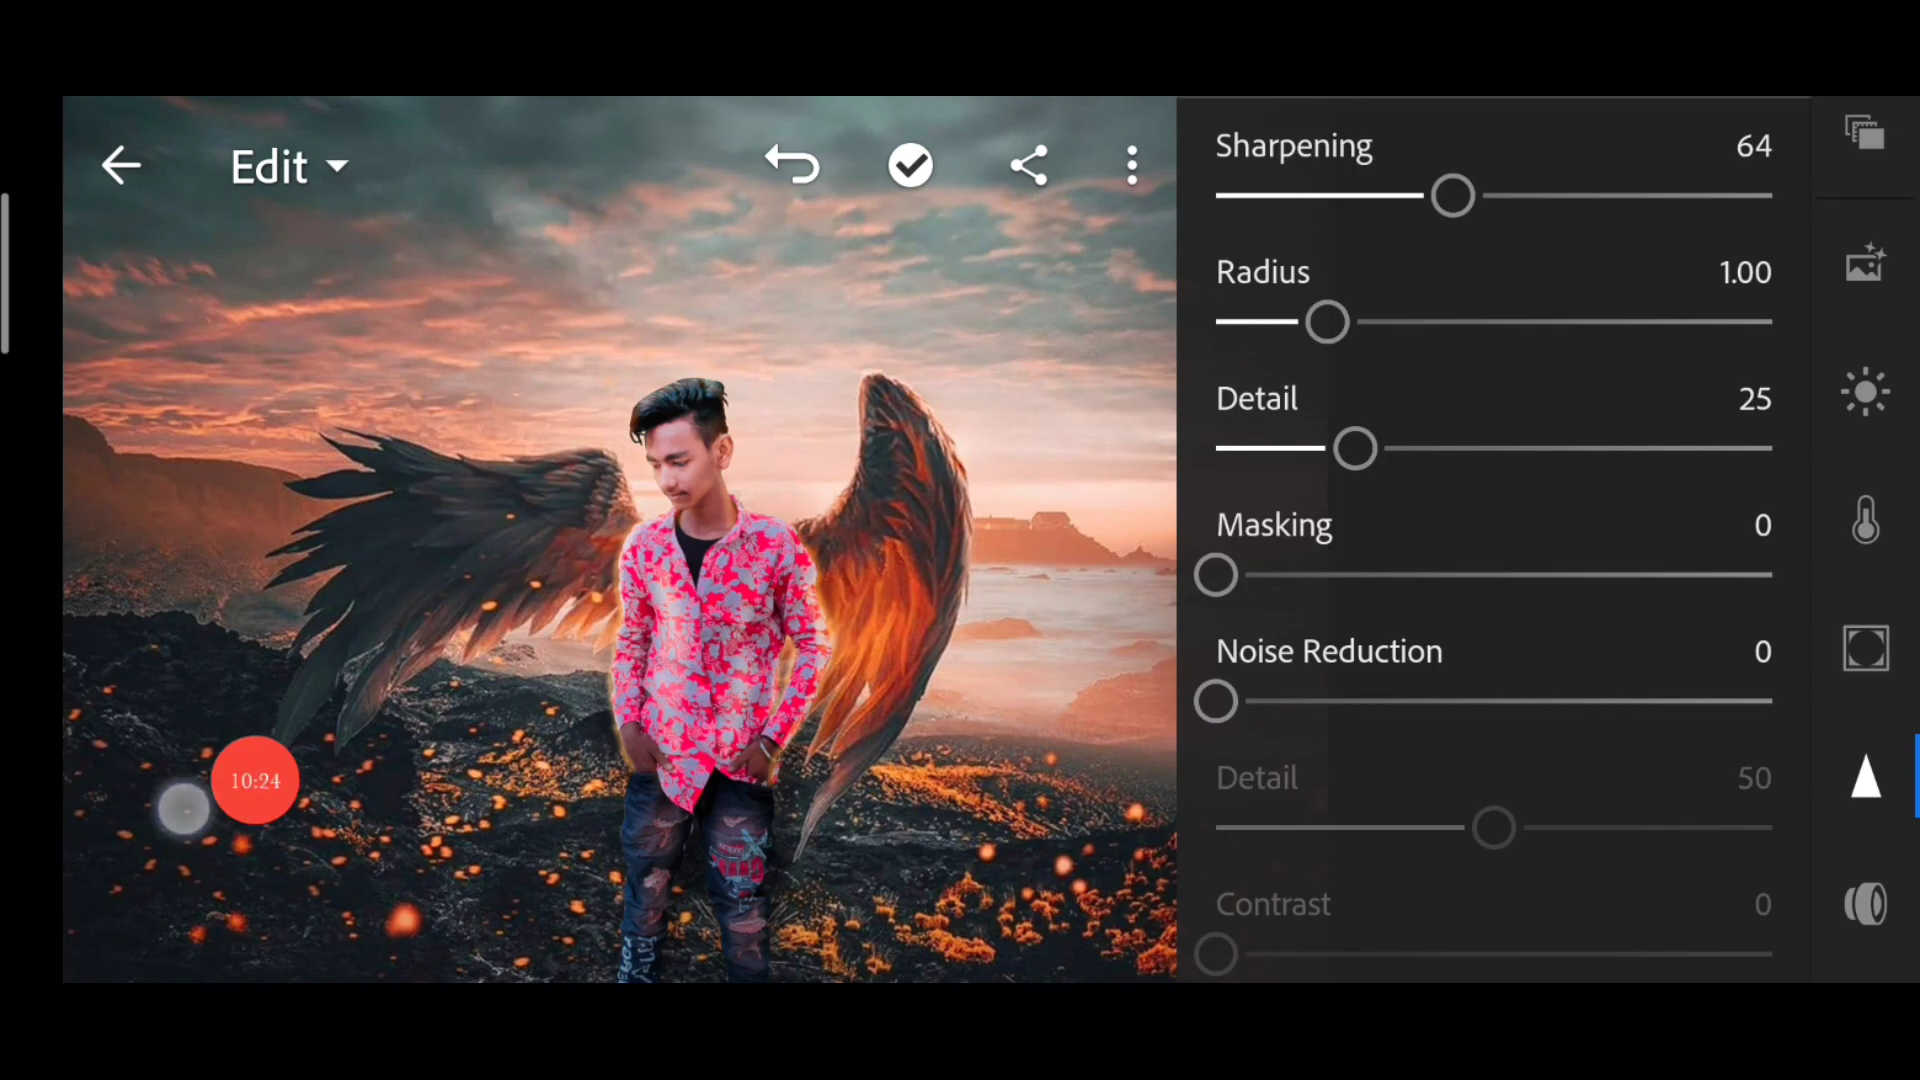 Edit
Sharpening 64
Radius 1.00
Detail 25
Masking 0
Noise Reduction 0
Detail 50
Contrast 0
10:24